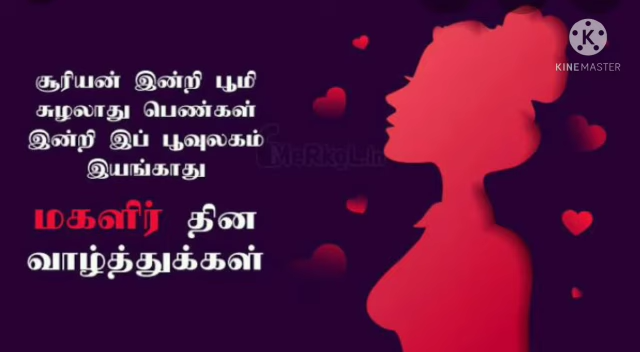 சூரியன் இன்றி பூமி
சுழலாது பெண்கள்
இன்றி இப் பூவுலகம்
இயங்காது
மகளிர் தின
வாழ்த்துக்கள்
K
KINEMASTER